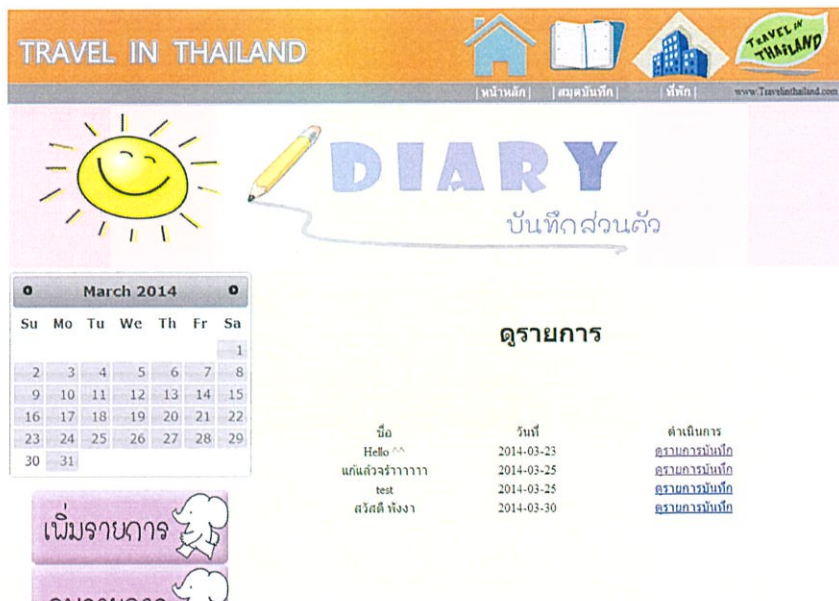 TRAVEL IN THAILAND
TRAVEL IN THAILAND
|หน้าหลัก| |สมุดบันทึก| |ที่พัก| www.Travelinthailand.com
DIARY
บันทึกส่วนตัว
March 2014
Su Mo Tu We Th Fr Sa
1
2 3 4 5 6 7 8
9 10 11 12 13 14 15
16 17 18 19 20 21 22
23 24 25 26 27 28 29
30 31
ดูรายการ
ชื่อ วันที่ ดำเนินการ
Hello ^^ 2014-03-23 ดูรายการบันทึก
แก้แล้วจร้าาาาาา 2014-03-25 ดูรายการบันทึก
test 2014-03-25 ดูรายการบันทึก
สวัสดี พังงา 2014-03-30 ดูรายการบันทึก
เพิ่มรายการ